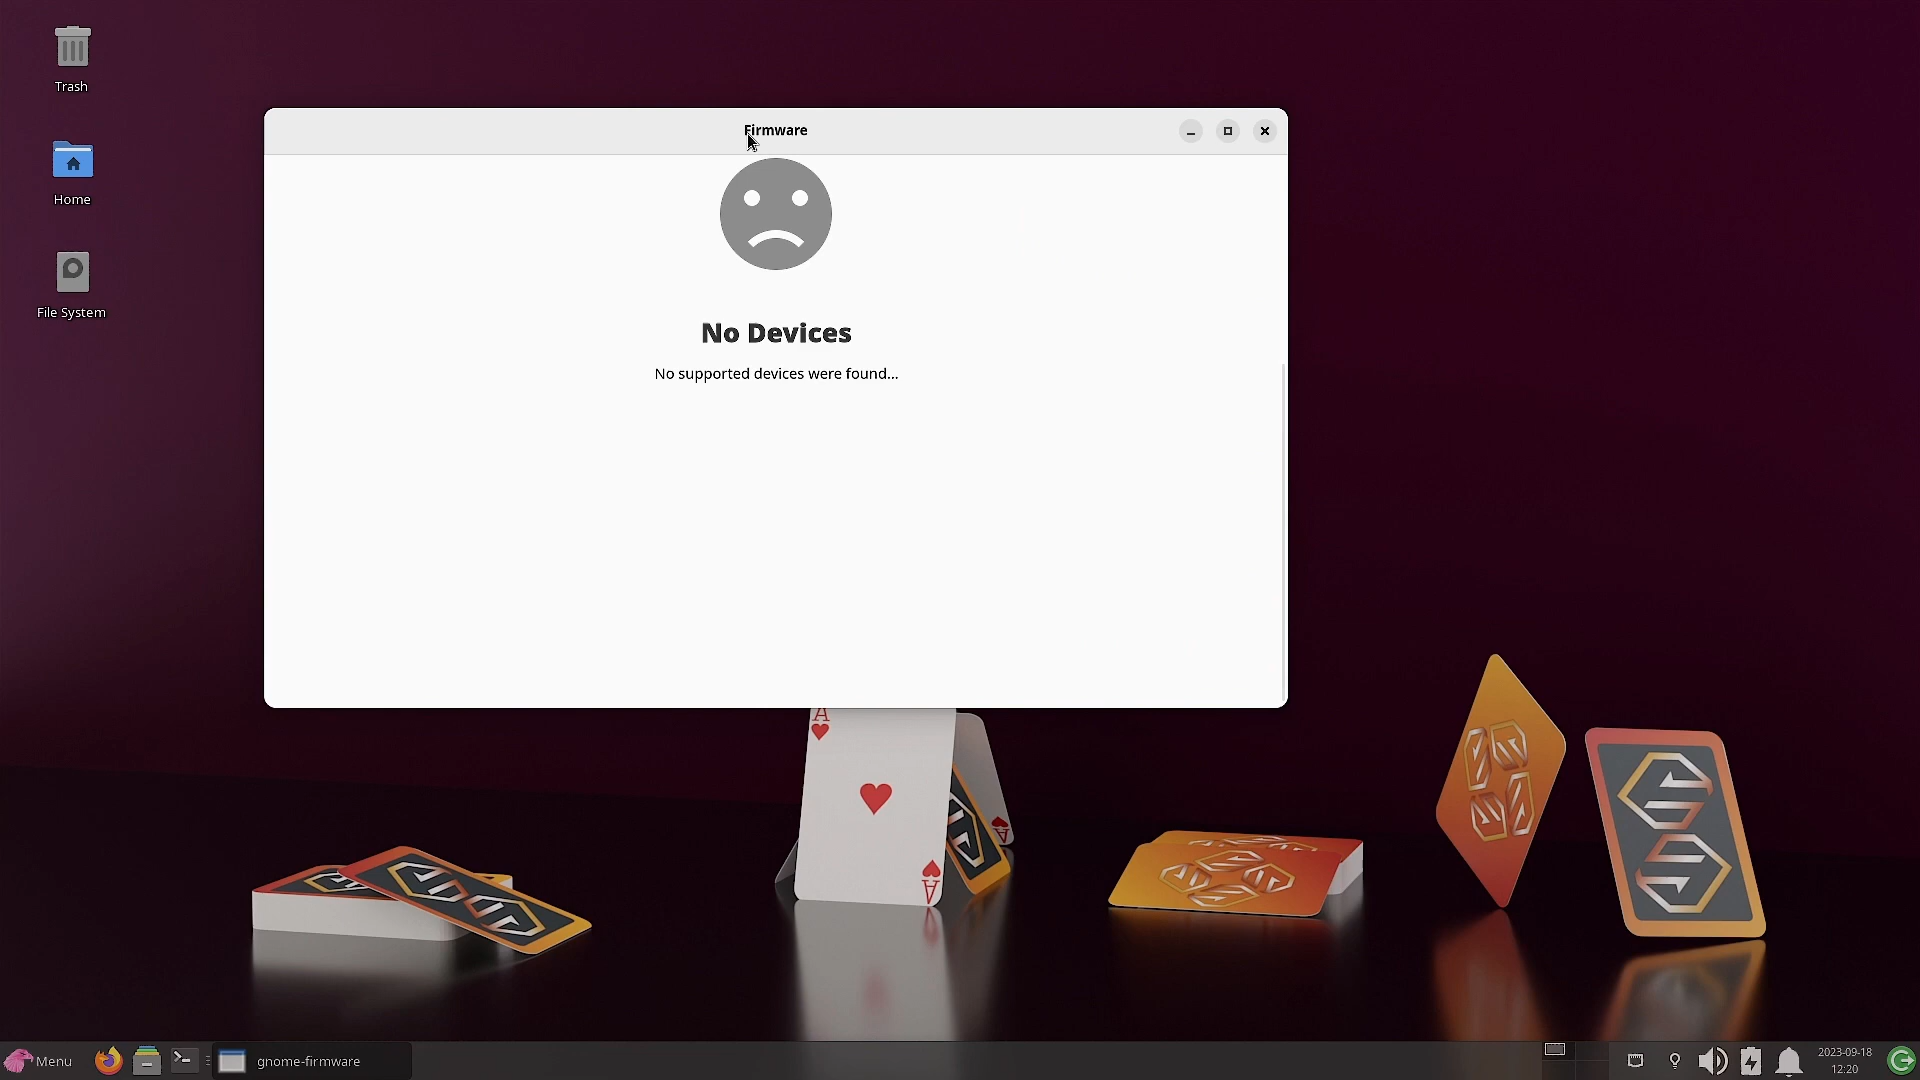 Trash
Home
File System
Firmware
No Devices
No supported devices were found...
A
A
A
Menu
gnome-firmware
2023-09-18
12:20